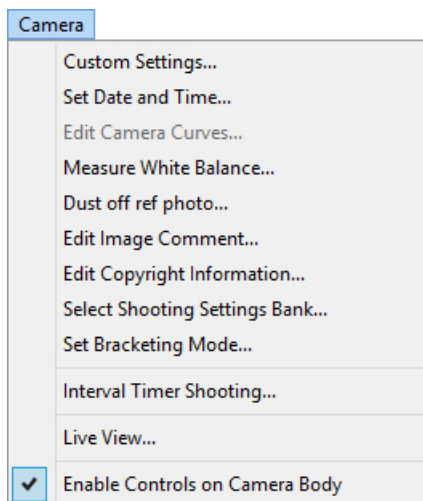 Camera
Custom Settings...
Set Date and Time...
Edit Camera Curves...
Measure White Balance...
Dust off ref photo...
Edit Image Comment...
Edit Copyright Information...
Select Shooting Settings Bank...
Set Bracketing Mode...
Interval Timer Shooting...
Live View...
Enable Controls on Camera Body